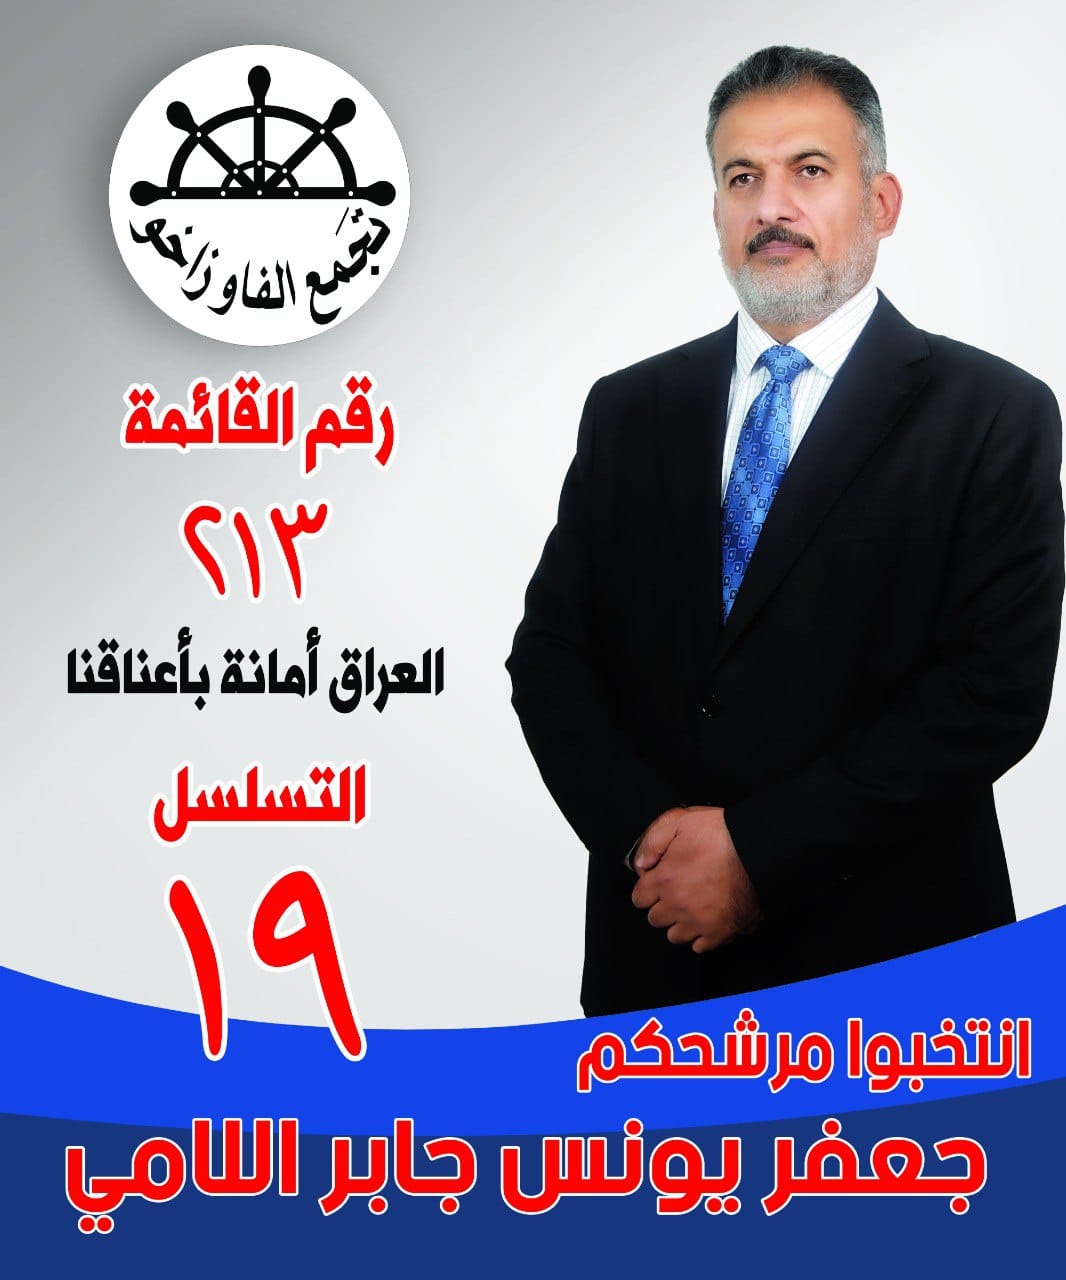 تجمع الفاو زاخو
رقم القائمة
٢١٣
العراق أمانة بأعناقنا
التسلسل
١٩
انتخبوا مرشحكم
جعفر يونس جابر اللامي